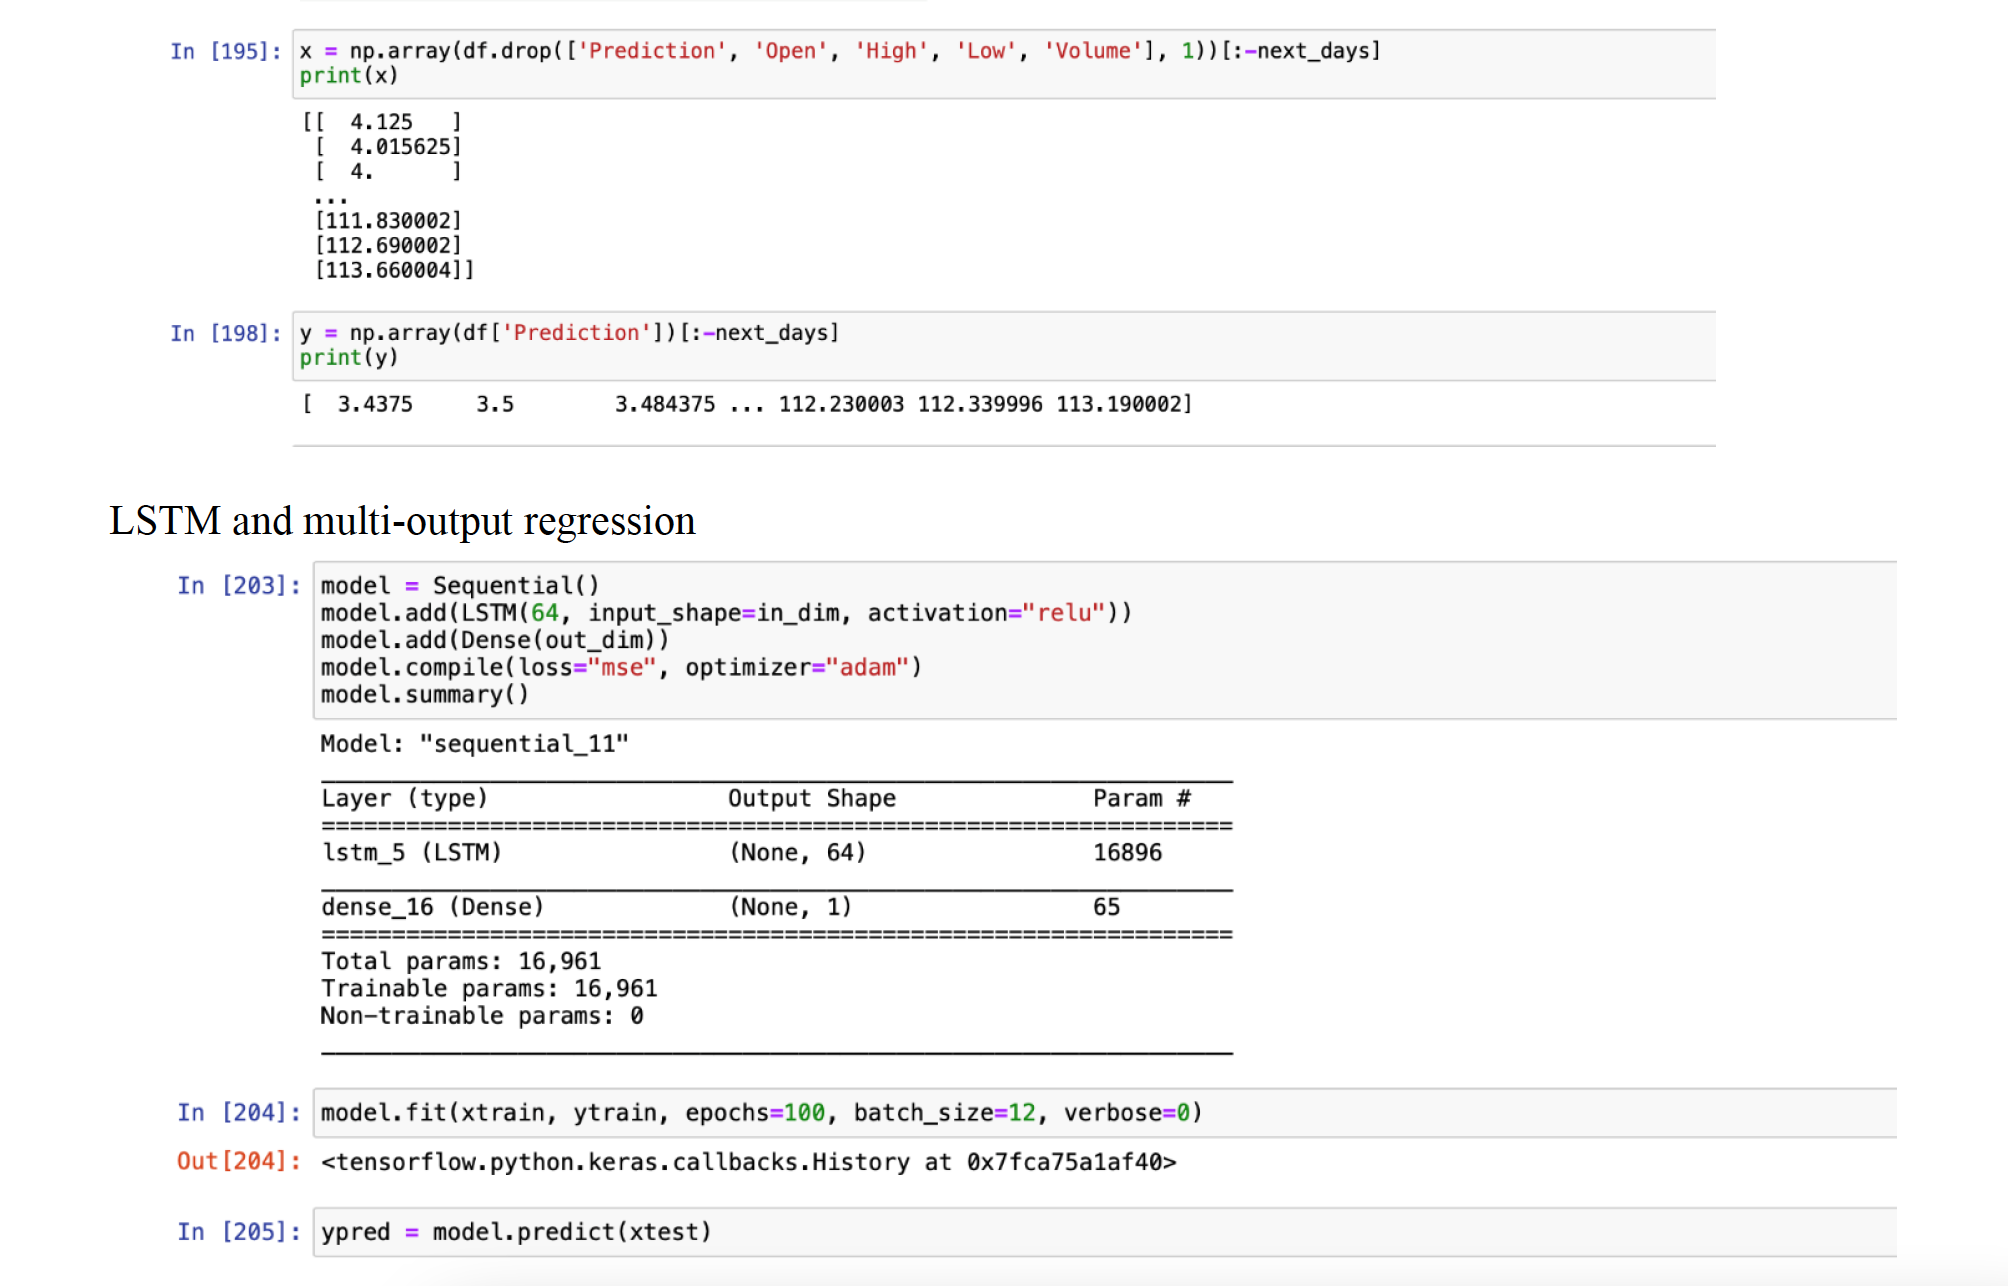 In [195]: x = np.array(df.drop(['Prediction', 'Open', 'High', 'Low', 'Volume'], 1))[:-next_days]
print(x)
[[  4.125   ]
 [  4.015625]
 [  4.      ]
 ...
 [111.830002]
 [112.690002]
 [113.660004]]
In [198]: y = np.array(df['Prediction'])[:-next_days]
print(y)
[  3.4375     3.5        3.484375 ... 112.230003 112.339996 113.190002]
LSTM and multi-output regression
In [203]: model = Sequential()
model.add(LSTM(64, input_shape=in_dim, activation="relu"))
model.add(Dense(out_dim))
model.compile(loss="mse", optimizer="adam")
model.summary()
Model: "sequential_11"
_________________________________________________________________
Layer (type)                 Output Shape              Param #
=================================================================
lstm_5 (LSTM)                (None, 64)                16896
_________________________________________________________________
dense_16 (Dense)             (None, 1)                 65
=================================================================
Total params: 16,961
Trainable params: 16,961
Non-trainable params: 0
_________________________________________________________________
In [204]: model.fit(xtrain, ytrain, epochs=100, batch_size=12, verbose=0)
Out[204]: <tensorflow.python.keras.callbacks.History at 0x7fca75a1af40>
In [205]: ypred = model.predict(xtest)